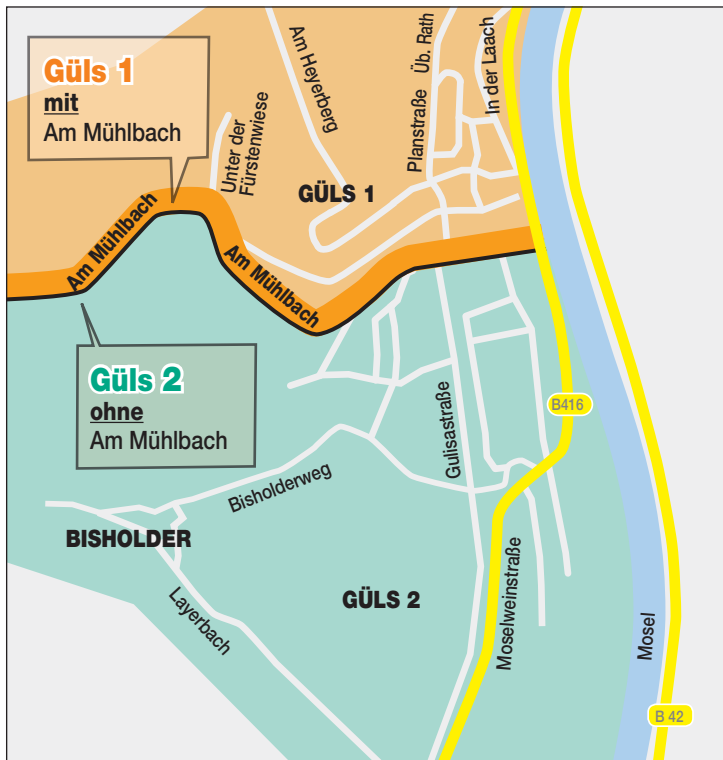 Güls 1
mit
Am Mühlbach
Am Heyerberg
Üb. Rath
In der Laach
Planstraße
Unter der
Fürstenwiese
GÜLS 1
Am Mühlbach
Am Mühlbach
Güls 2
ohne
Am Mühlbach
B416
Gulisastraße
Bisholderweg
BISHOLDER
Layerbach
GÜLS 2
Moselweinstraße
Mosel
B 42